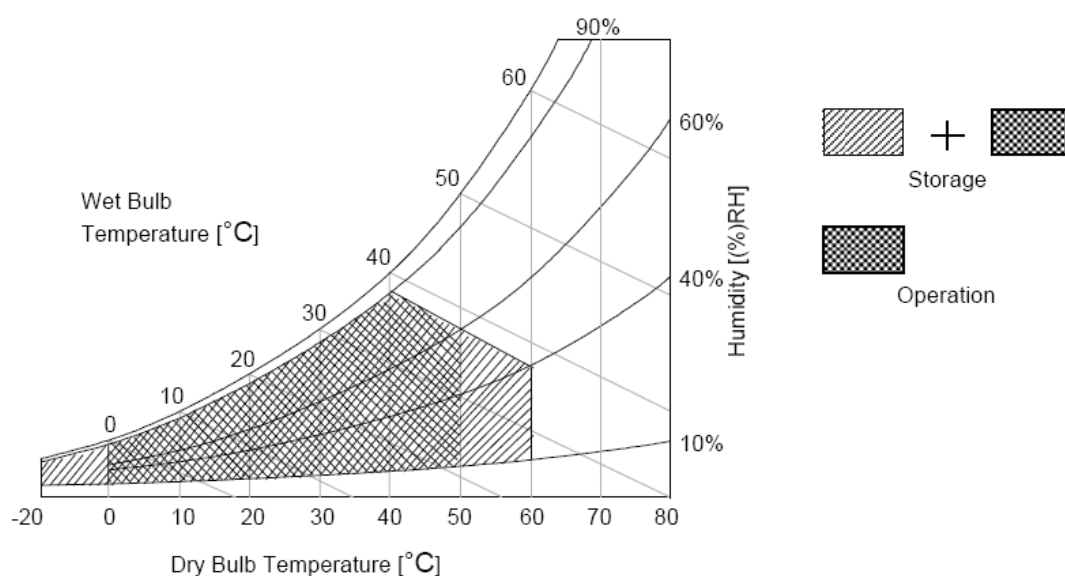 90%
60
60%
50
Wet Bulb
Temperature [°C]
40
40%
30
20
10
0
10%
Humidity [(%)RH]
-20 0 10 20 30 40 50 60 70 80
Dry Bulb Temperature [°C]
+
Storage
Operation